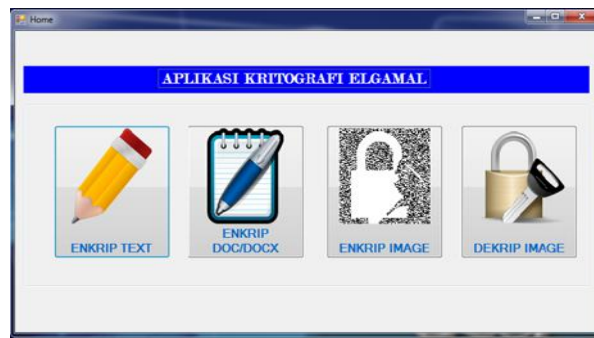 Home
APLIKASI KRITOGRAFI ELGAMAL
ENKRIP TEXT
ENKRIP
DOC/DOCX
ENKRIP IMAGE
DEKRIP IMAGE